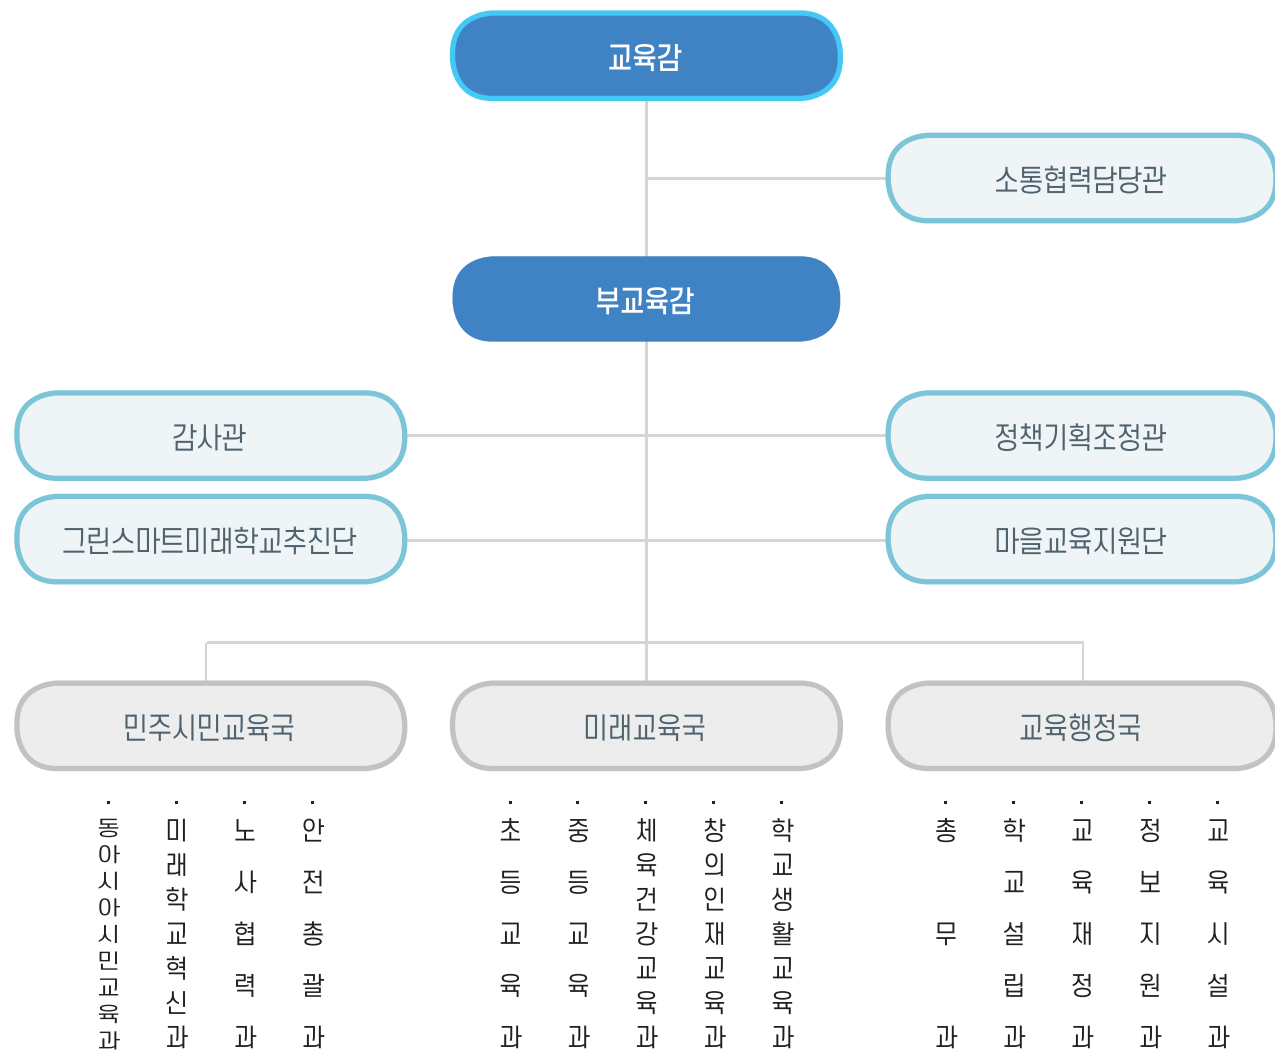 교육감
소통협력담당관
부교육감
감사관
정책기획조정관
그린스마트미래학교추진단
마을교육지원단
민주시민교육국
미래교육국
교육행정국
· 동아시아시민교육과
· 미래학교혁신과
· 노사협력과
· 안전총괄과
· 초등교육과
· 중등교육과
· 체육건강교육과
· 창의인재교육과
· 학교생활교육과
· 총무과
· 학교설립과
· 교육재정과
· 정보지원과
· 교육시설과